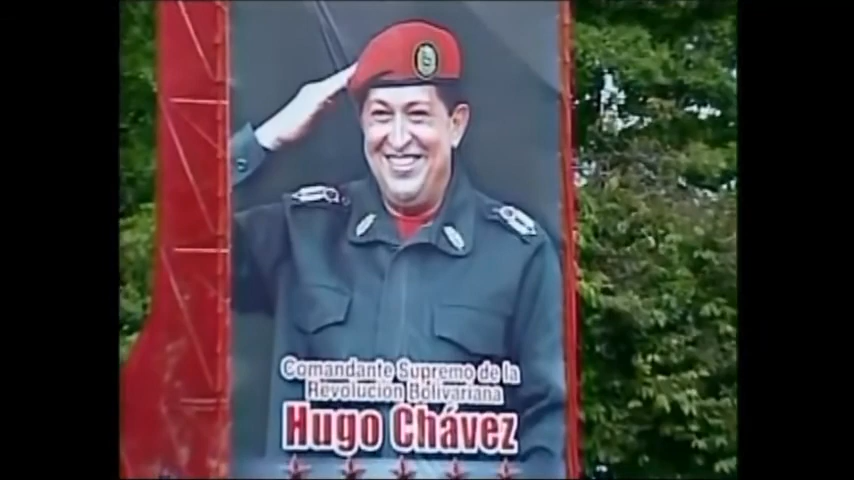 Comandante Supremo de la
Revolución Bolivariana
Hugo Chávez